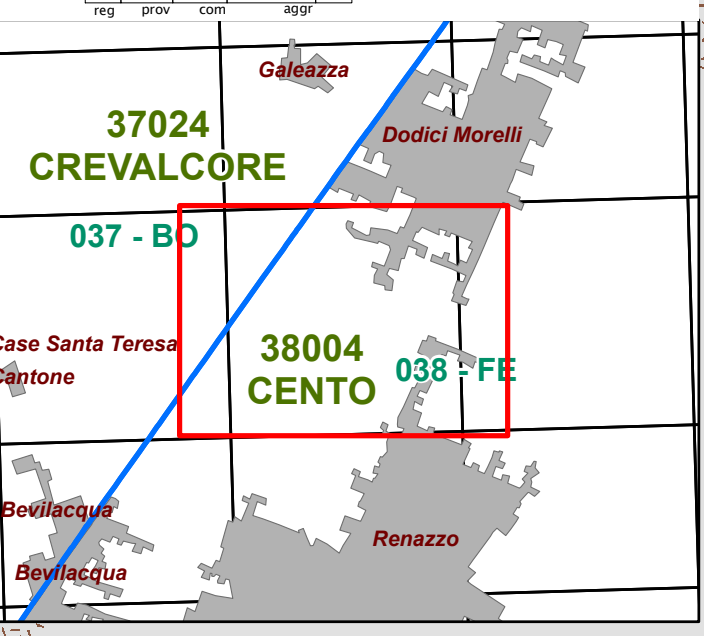 reg prov com aggr
Galeazza
37024
CREVALCORE
Dodici Morelli
037 - BO
Case Santa Teresa
Cantone
38004
CENTO
038 - FE
Bevilacqua
Renazzo
Bevilacqua